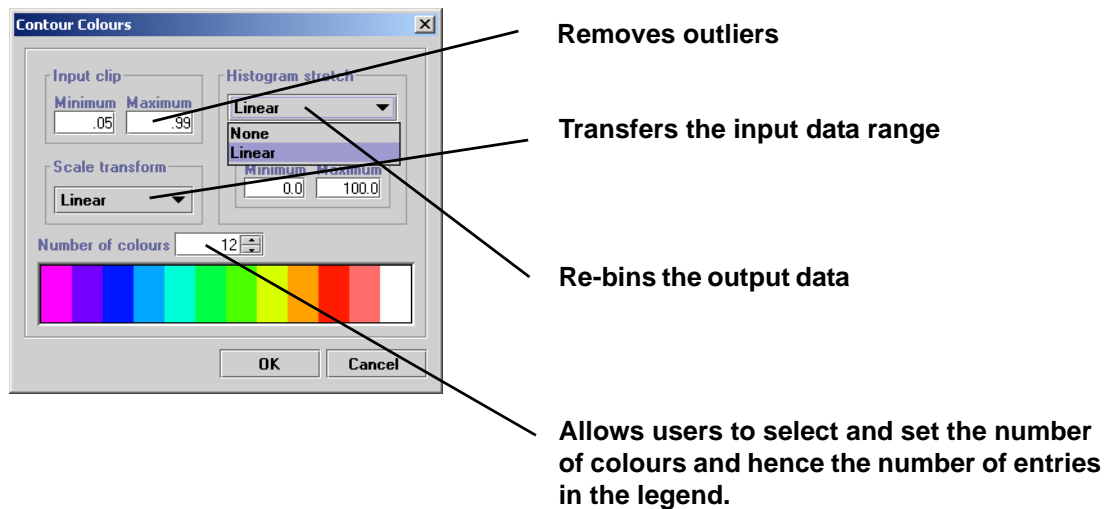 Contour Colours
Input clip
Minimum Maximum
.05 .99
Histogram stretch
Linear
None
Linear
Minimum Maximum
0.0 100.0
Scale transform
Linear
Number of colours 12
OK Cancel
Removes outliers
Transfers the input data range
Re-bins the output data
Allows users to select and set the number
of colours and hence the number of entries
in the legend.